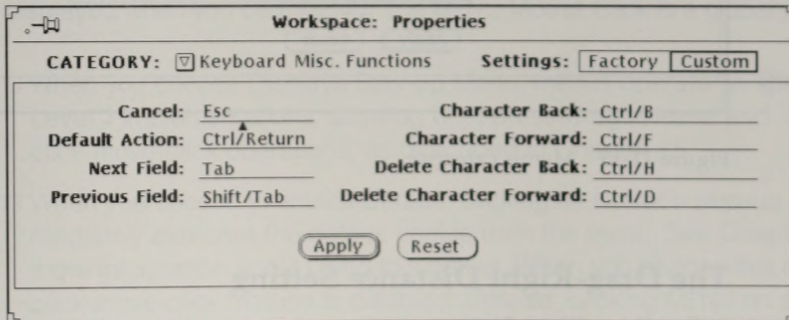 Workspace: Properties
CATEGORY: Keyboard Misc. Functions Settings: Factory Custom
Cancel: Esc Character Back: Ctrl/B
Default Action: Ctrl/Return Character Forward: Ctrl/F
Next Field: Tab Delete Character Back: Ctrl/H
Previous Field: Shift/Tab Delete Character Forward: Ctrl/D
Apply Reset